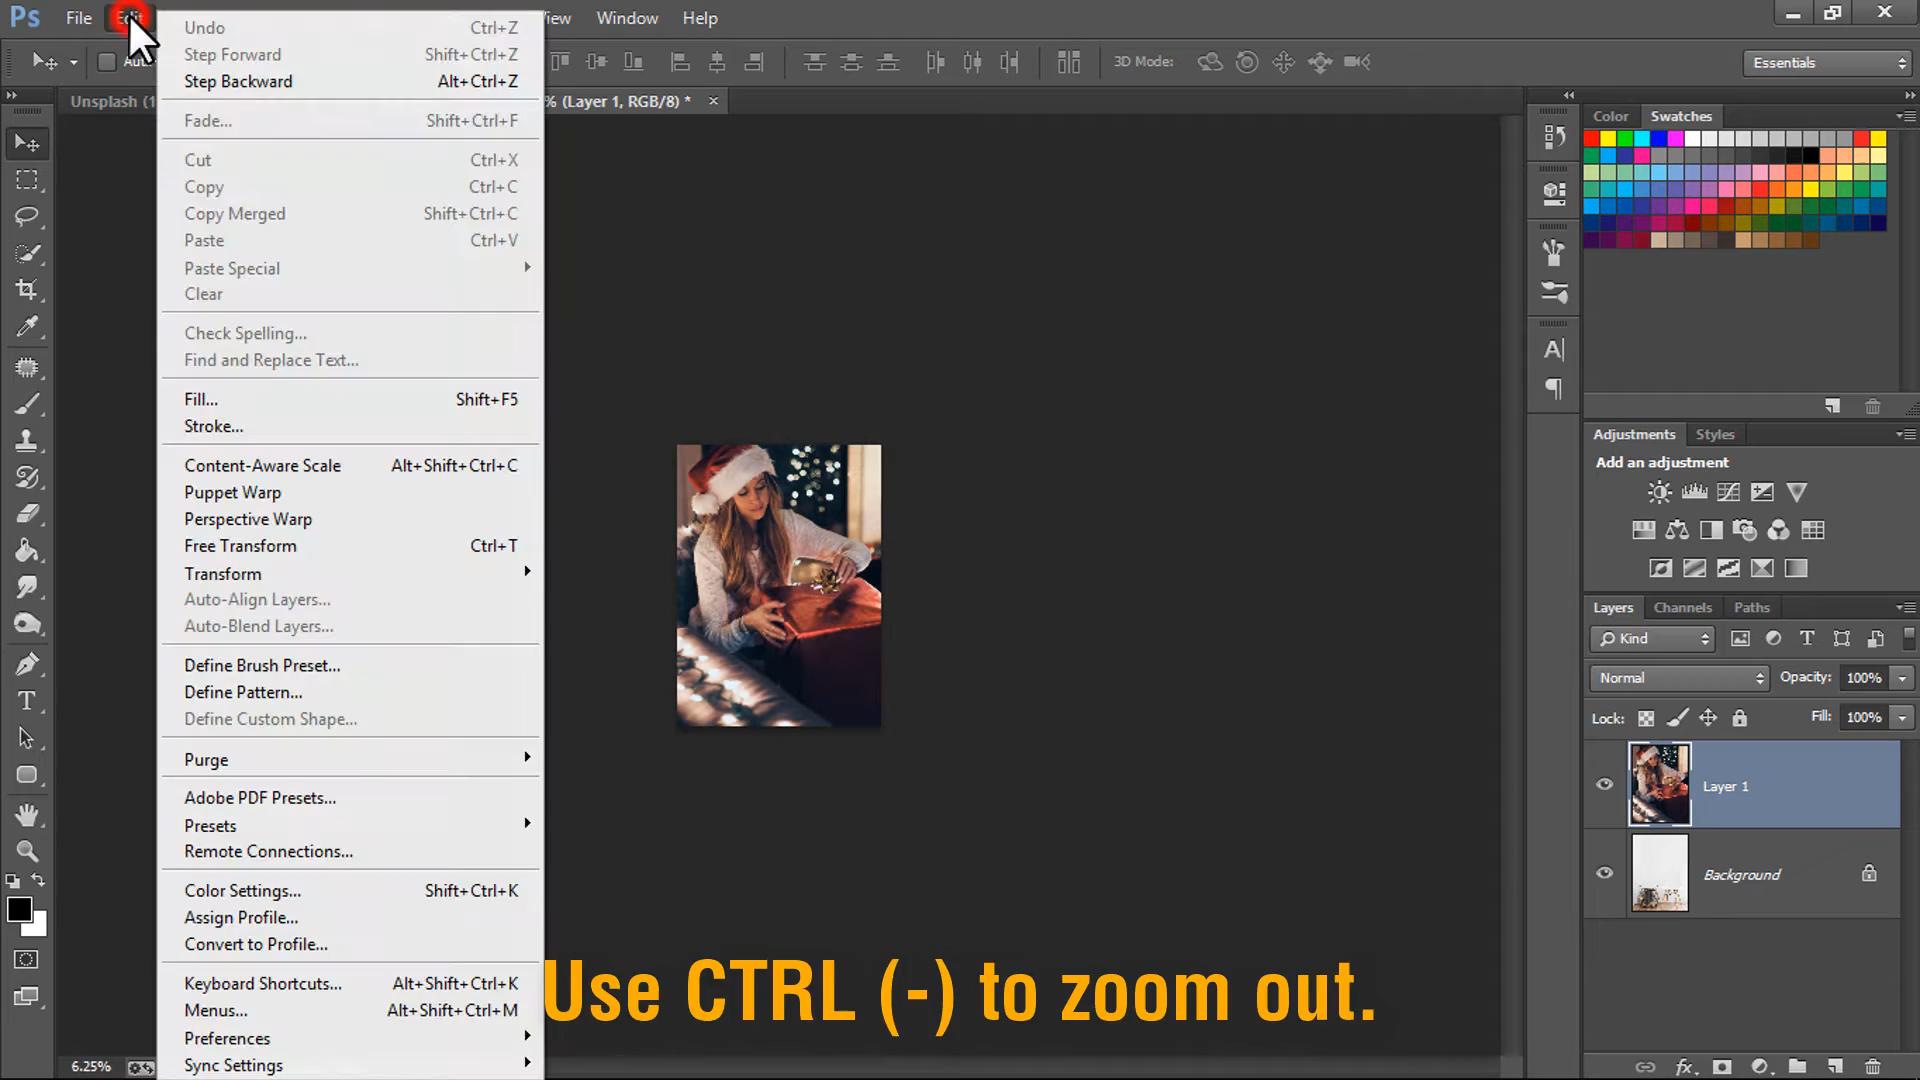 Ps File Edit View Window Help
3D Mode: Essentials
Unsplash (1 % (Layer 1, RGB/8) * ×
Undo Ctrl+Z
Step Forward Shift+Ctrl+Z
Step Backward Alt+Ctrl+Z
Fade... Shift+Ctrl+F
Cut Ctrl+X
Copy Ctrl+C
Copy Merged Shift+Ctrl+C
Paste Ctrl+V
Paste Special
Clear
Check Spelling...
Find and Replace Text...
Fill... Shift+F5
Stroke...
Content-Aware Scale Alt+Shift+Ctrl+C
Puppet Warp
Perspective Warp
Free Transform Ctrl+T
Transform
Auto-Align Layers...
Auto-Blend Layers...
Define Brush Preset...
Define Pattern...
Define Custom Shape...
Purge
Adobe PDF Presets...
Presets
Remote Connections...
Color Settings... Shift+Ctrl+K
Assign Profile...
Convert to Profile...
Keyboard Shortcuts... Alt+Shift+Ctrl+K
Menus... Alt+Shift+Ctrl+M
Preferences
Sync Settings
6.25%
Use CTRL (-) to zoom out.
Color Swatches
Adjustments Styles
Add an adjustment
Layers Channels Paths
Kind
Normal Opacity: 100%
Lock: Fill: 100%
Layer 1
Background